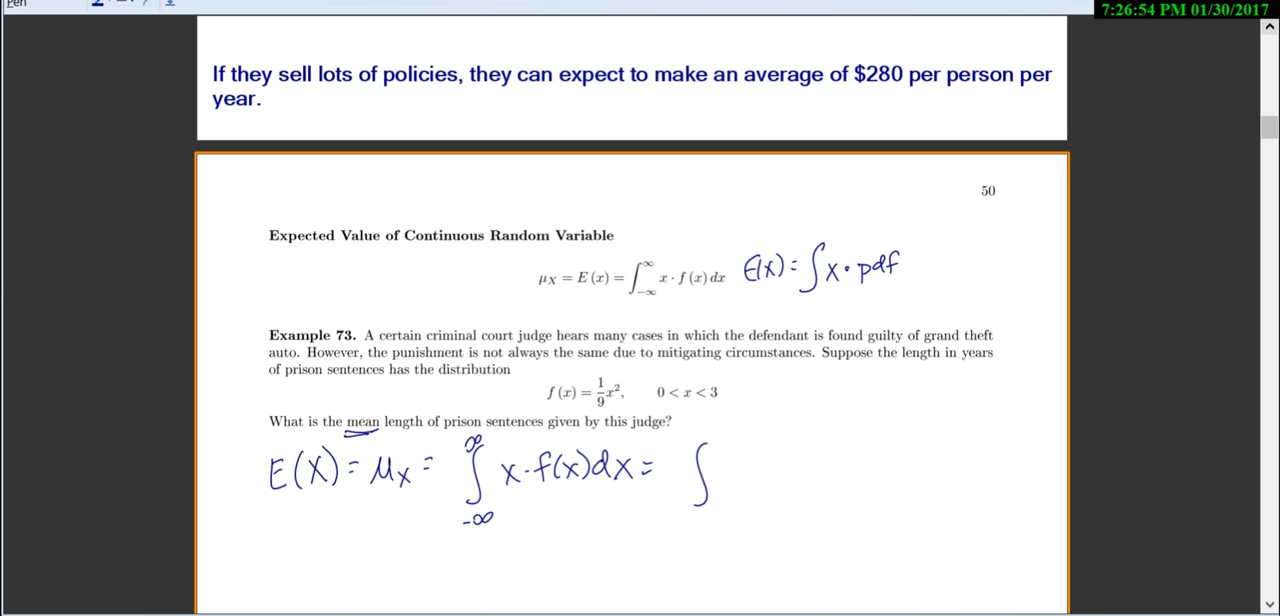 Pen
7:26:54 PM 01/30/2017
If they sell lots of policies, they can expect to make an average of $280 per person per
year.
50
Expected Value of Continuous Random Variable
μX = E (x) = ∫_{-∞}^{∞} x · f (x) dx E(X) = ∫ x · pdf
Example 73. A certain criminal court judge hears many cases in which the defendant is found guilty of grand theft
auto. However, the punishment is not always the same due to mitigating circumstances. Suppose the length in years
of prison sentences has the distribution
f (x) = 1/9 x², 0 < x < 3
What is the mean length of prison sentences given by this judge?
E(X) = μX = ∫_{-∞}^{∞} x · f(x) dx = ∫